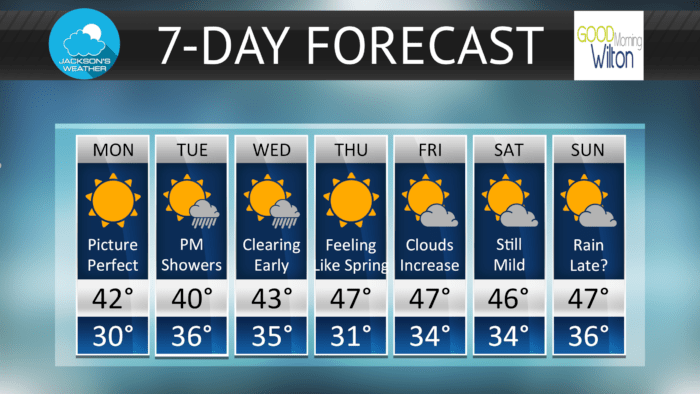 JACKSON'S
WEATHER
7-DAY FORECAST
GOOD Morning
Wilton
MON TUE WED THU FRI SAT SUN
Picture PM Clearing Feeling Clouds Still Rain
Perfect Showers Early Like Spring Increase Mild Late?
42° 40° 43° 47° 47° 46° 47°
30° 36° 35° 31° 34° 34° 36°